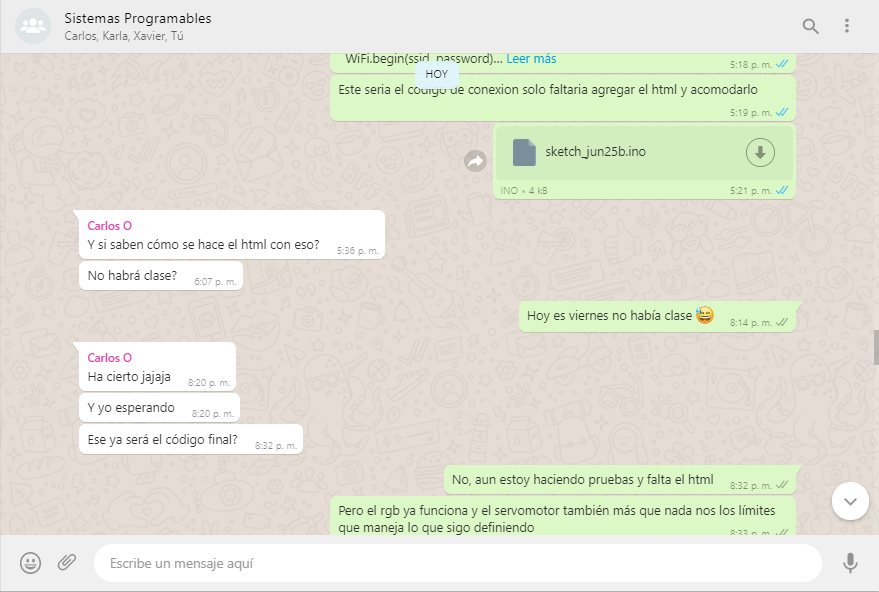 Sistemas Programables
Carlos, Karla, Xavier, Tú
WiFi.begin(ssid, password)... Leer más
5:18 p. m.
HOY
Este seria el código de conexion solo faltaria agregar el html y acomodarlo
5:19 p. m.
sketch_jun25b.ino
INO • 4 kB
5:21 p. m.
Carlos O
Y si saben cómo se hace el html con eso?
5:36 p. m.
No habrá clase?
6:07 p. m.
Hoy es viernes no había clase 😅
8:14 p. m.
Carlos O
Ha cierto jajaja
8:20 p. m.
Y yo esperando
8:20 p. m.
Ese ya será el código final?
8:32 p. m.
No, aun estoy haciendo pruebas y falta el html
8:32 p. m.
Pero el rgb ya funciona y el servomotor también más que nada nos los límites
que maneja lo que sigo definiendo
8:33 p. m.
Escribe un mensaje aquí